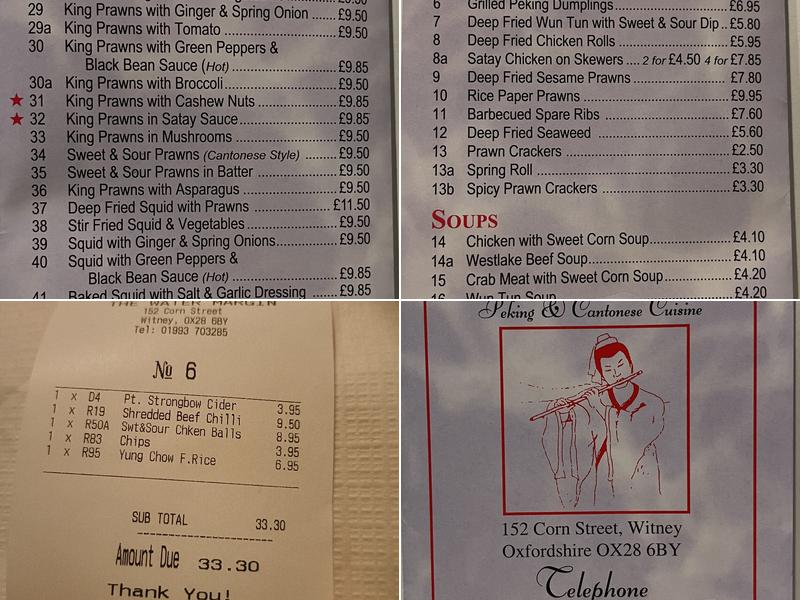 29 King Prawns with Ginger & Spring Onion ... £9.50
29a King Prawns with Tomato ... £9.50
30 King Prawns with Green Peppers &
Black Bean Sauce (Hot) ... £9.85
30a King Prawns with Broccoli ... £9.50
★ 31 King Prawns with Cashew Nuts ... £9.85
★ 32 King Prawns in Satay Sauce ... £9.85
33 King Prawns in Mushrooms ... £9.50
34 Sweet & Sour Prawns (Cantonese Style) ... £9.50
35 Sweet & Sour Prawns in Batter ... £9.50
36 King Prawns with Asparagus ... £9.50
37 Deep Fried Squid with Prawns ... £11.50
38 Stir Fried Squid & Vegetables ... £9.50
39 Squid with Ginger & Spring Onions ... £9.50
40 Squid with Green Peppers &
Black Bean Sauce (Hot) ... £9.85
41 Baked Squid with Salt & Garlic Dressing ... £9.85
6 Grilled Peking Dumplings ... £6.95
7 Deep Fried Wun Tun with Sweet & Sour Dip .. £5.80
8 Deep Fried Chicken Rolls ... £5.95
8a Satay Chicken on Skewers .... 2 for £4.50 4 for £7.85
9 Deep Fried Sesame Prawns ... £7.80
10 Rice Paper Prawns ... £9.95
11 Barbecued Spare Ribs ... £7.60
12 Deep Fried Seaweed ... £5.60
13 Prawn Crackers ... £2.50
13a Spring Roll ... £3.30
13b Spicy Prawn Crackers ... £3.30
SOUPS
14 Chicken with Sweet Corn Soup ... £4.10
14a Westlake Beef Soup ... £4.10
15 Crab Meat with Sweet Corn Soup ... £4.20
16 Wun Tun Soup ... £4.20
THE WATER MARGIN
152 Corn Street
Witney, OX28 6BY
Tel: 01993 703285
№ 6
1 x D4 Pt. Strongbow Cider 3.95
1 x R19 Shredded Beef Chilli 9.50
1 x R50A Swt&Sour Chken Balls 8.95
1 x R83 Chips 3.95
1 x R95 Yung Chow F.Rice 6.95
SUB TOTAL 33.30
Amount Due 33.30
Thank You!
Peking & Cantonese Cuisine
152 Corn Street, Witney
Oxfordshire OX28 6BY
Telephone